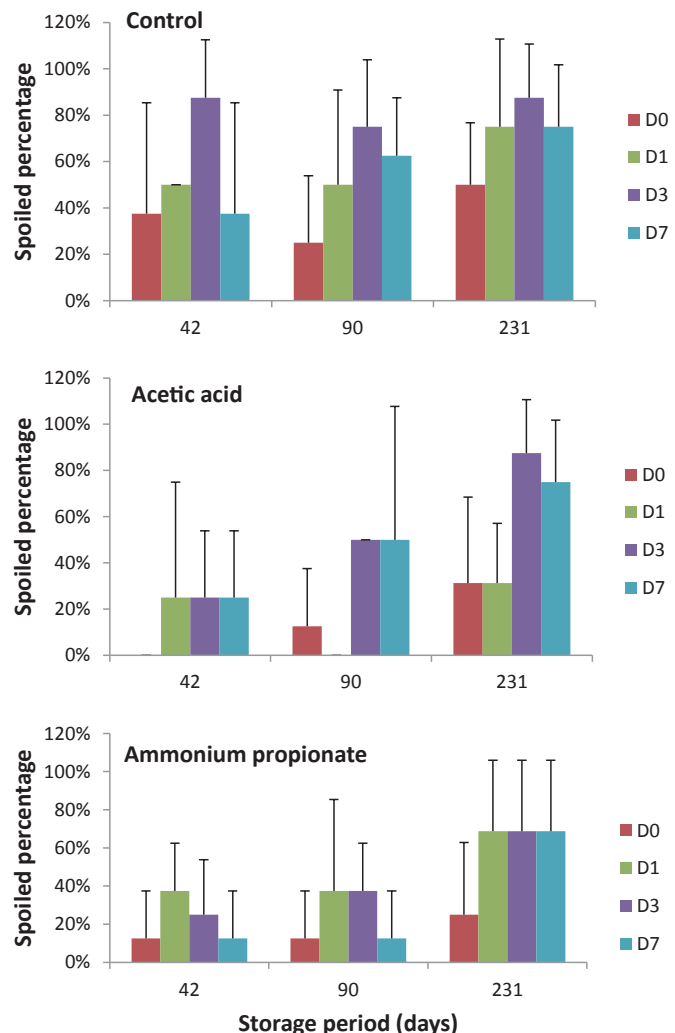 Control
Spoiled percentage
120%
100%
80%
60%
40%
20%
0%
42
90
231
D0
D1
D3
D7
Acetic acid
Spoiled percentage
120%
100%
80%
60%
40%
20%
0%
42
90
231
D0
D1
D3
D7
Ammonium propionate
Spoiled percentage
120%
100%
80%
60%
40%
20%
0%
42
90
231
D0
D1
D3
D7
Storage period (days)